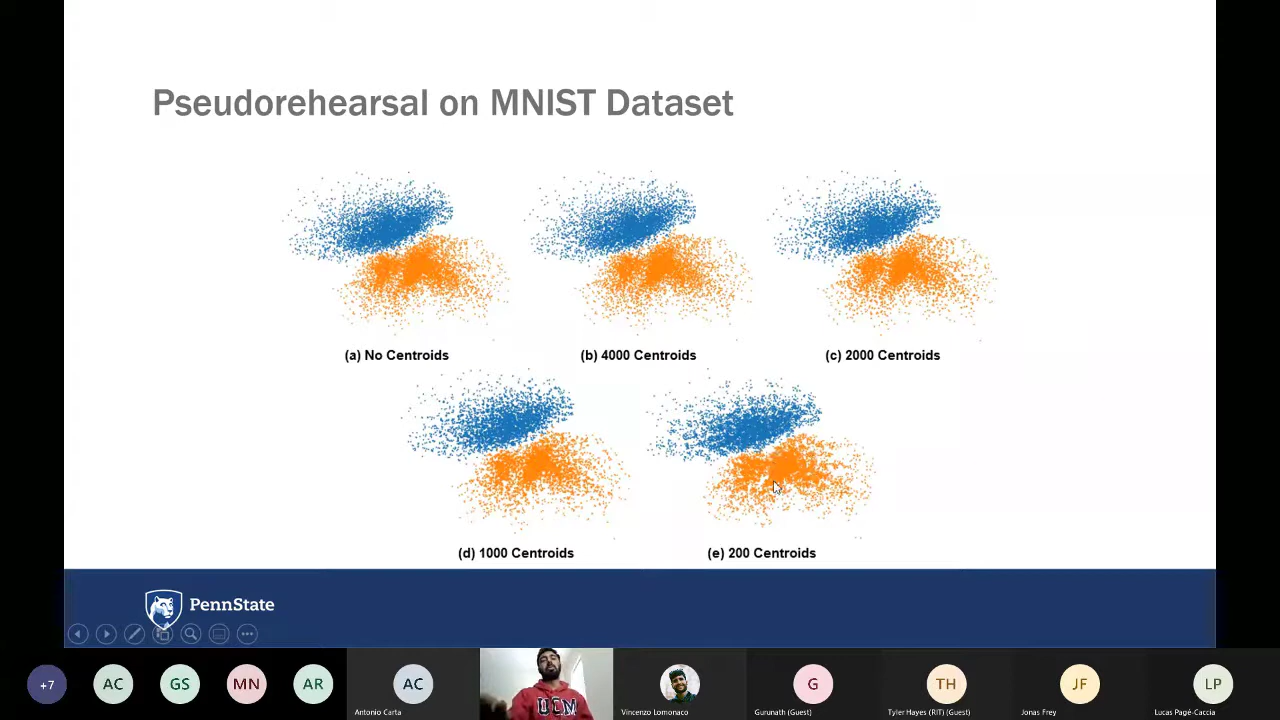 Pseudorehearsal on MNIST Dataset
(a) No Centroids
(b) 4000 Centroids
(c) 2000 Centroids
(d) 1000 Centroids
(e) 200 Centroids
PennState
+7
AC
GS
MN
AR
AC
Antonio Carta
UCM
Vincenzo Lomonaco
G
Gurunath (Guest)
TH
Tyler Hayes (RIT) (Guest)
JF
Jonas Frey
LP
Lucas Pagé-Caccia